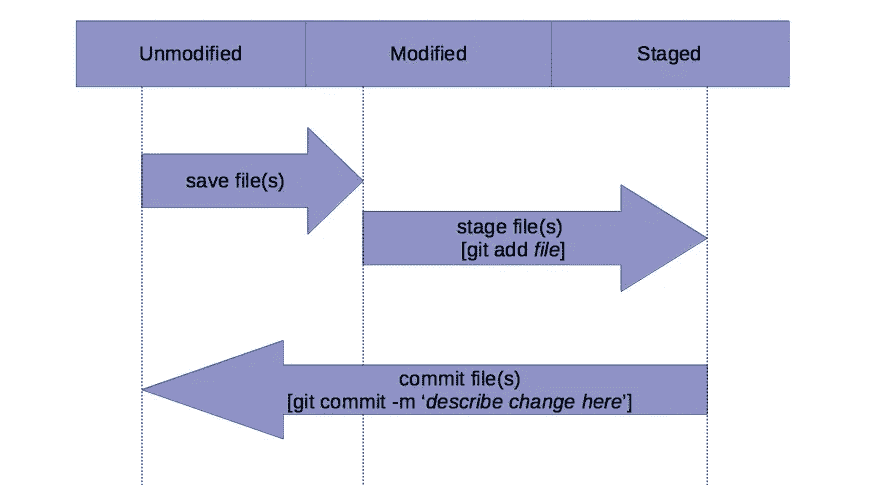 Unmodified
Modified
Staged
save file(s)
stage file(s)
[git add file]
commit file(s)
[git commit -m ‘describe change here’]